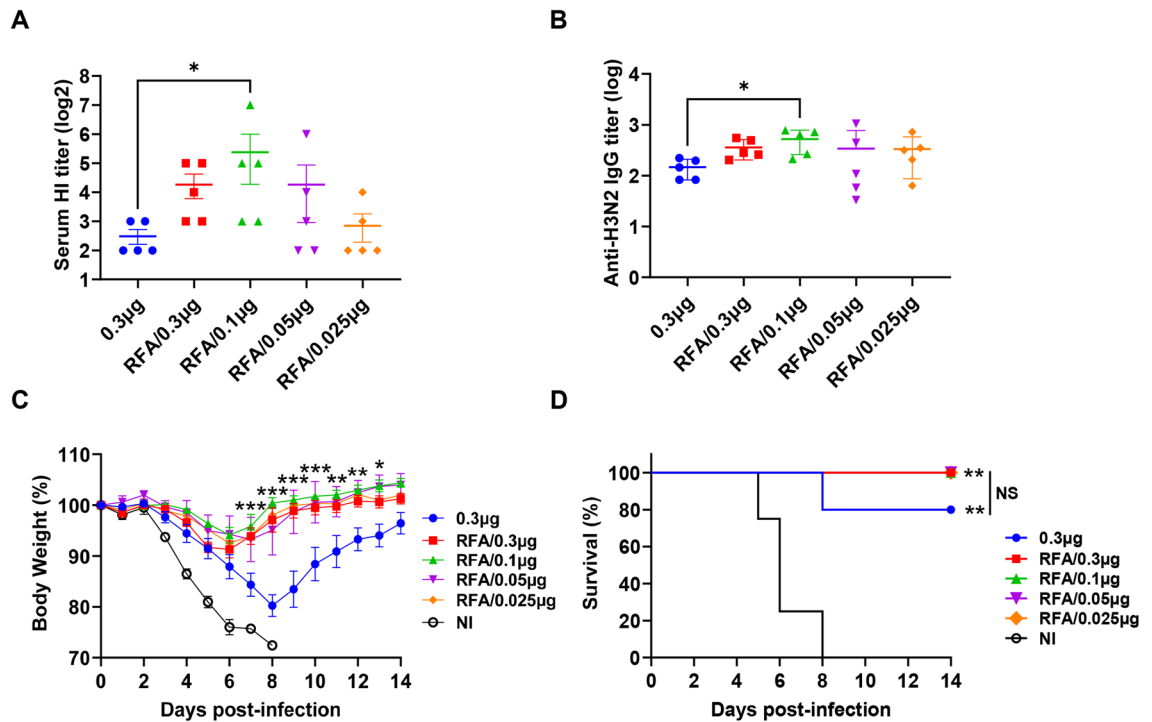 A
Serum HI titer (log2)
8
7
6
5
4
3
2
1
*
0.3µg
RFA/0.3µg
RFA/0.1µg
RFA/0.05µg
RFA/0.025µg
B
Anti-H3N2 IgG titer (log)
4
3
2
1
0
*
0.3µg
RFA/0.3µg
RFA/0.1µg
RFA/0.05µg
RFA/0.025µg
C
Body Weight (%)
110
100
90
80
70
***
***
***
***
**
**
*
0 2 4 6 8 10 12 14
Days post-infection
0.3µg
RFA/0.3µg
RFA/0.1µg
RFA/0.05µg
RFA/0.025µg
NI
D
Survival (%)
100
80
60
40
20
0
**
NS
**
0 2 4 6 8 10 12 14
Days post-infection
0.3µg
RFA/0.3µg
RFA/0.1µg
RFA/0.05µg
RFA/0.025µg
NI